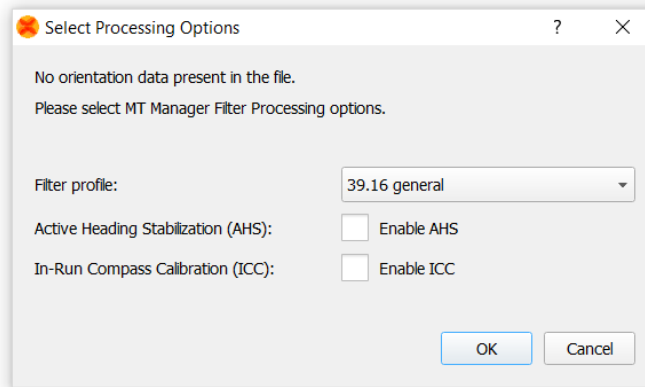 Select Processing Options
No orientation data present in the file.
Please select MT Manager Filter Processing options.
Filter profile: 39.16 general
Active Heading Stabilization (AHS): Enable AHS
In-Run Compass Calibration (ICC): Enable ICC
OK Cancel